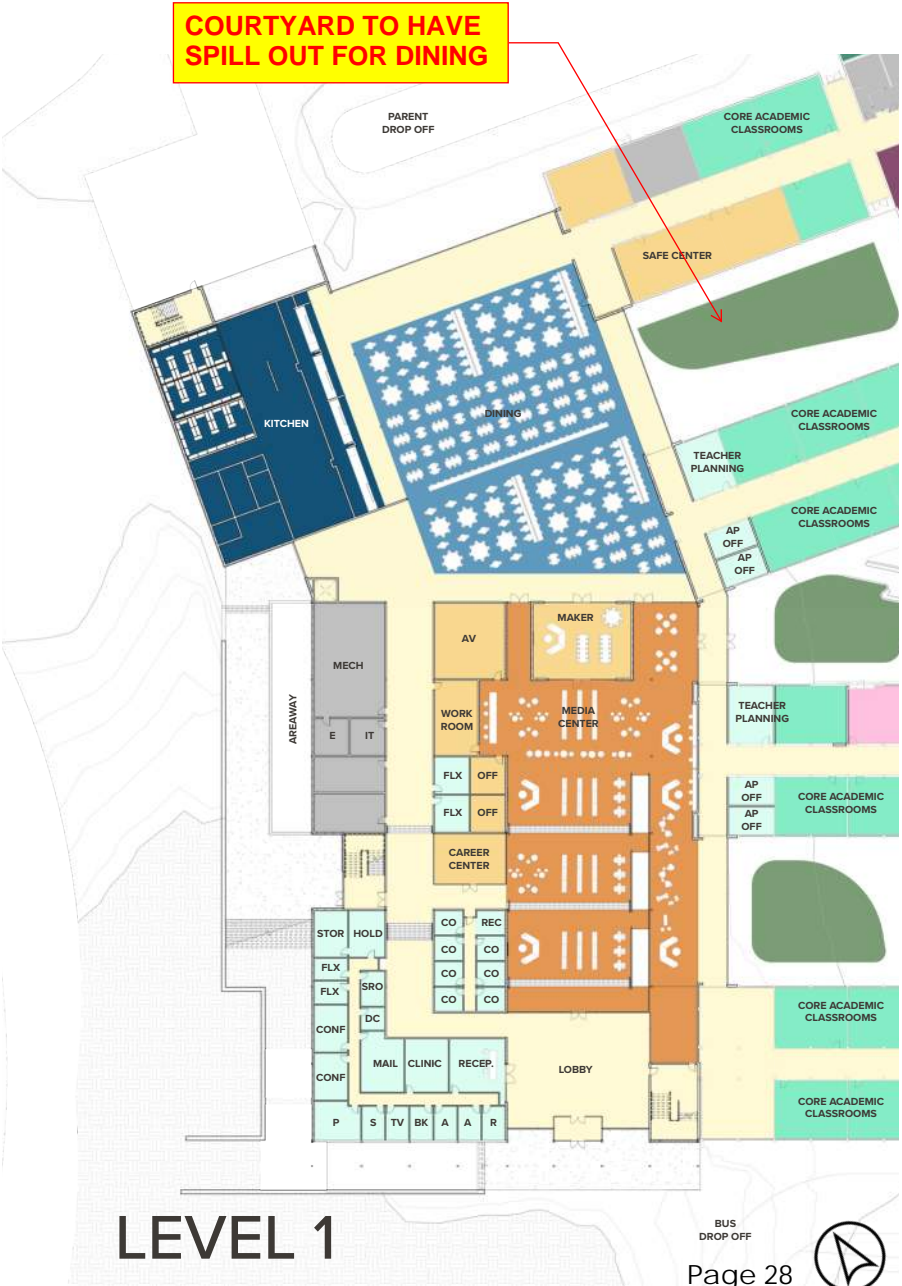 COURTYARD TO HAVE
SPILL OUT FOR DINING
PARENT
DROP OFF
CORE ACADEMIC
CLASSROOMS
SAFE CENTER
KITCHEN
DINING
CORE ACADEMIC
CLASSROOMS
TEACHER
PLANNING
CORE ACADEMIC
CLASSROOMS
AP
OFF
AP
OFF
MAKER
AV
MECH
AREAWAY
WORK
ROOM
MEDIA
CENTER
TEACHER
PLANNING
E
IT
FLX
OFF
FLX
OFF
AP
OFF
AP
OFF
CORE ACADEMIC
CLASSROOMS
CAREER
CENTER
STOR
HOLD
CO
REC
CO
CO
CO
CO
CO
CO
FLX
FLX
SRO
DC
CONF
CONF
MAIL
CLINIC
RECEP.
LOBBY
CORE ACADEMIC
CLASSROOMS
CORE ACADEMIC
CLASSROOMS
P
S
TV
BK
A
A
R
LEVEL 1
BUS
DROP OFF
Page 28